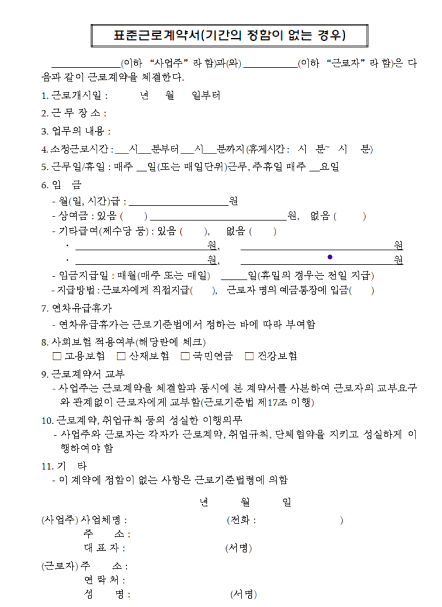 표준근로계약서(기간의 정함이 없는 경우)
____________(이하 “사업주”라 함)과(와) __________(이하 “근로자”라 함)은 다
음과 같이 근로계약을 체결한다.
1. 근로개시일 : 년 월 일부터
2. 근 무 장 소 :
3. 업무의 내용 :
4. 소정근로시간 : ___시___분부터 ___시___분까지 (휴게시간 : 시 분~ 시 분)
5. 근무일/휴일 : 매주 __일(또는 매일단위)근무, 주휴일 매주 __요일
6. 임 금
- 월(일, 시간)급 : __________________원
- 상여금 : 있음 ( ) _________________________원, 없음 ( )
- 기타급여(제수당 등) : 있음 ( ), 없음 ( )
· __________________원, __________________원
· __________________원, __________________원
- 임금지급일 : 매월(매주 또는 매일) _____일(휴일의 경우는 전일 지급)
- 지급방법 : 근로자에게 직접지급( ), 근로자 명의 예금통장에 입금( )
7. 연차유급휴가
- 연차유급휴가는 근로기준법에서 정하는 바에 따라 부여함
8. 사회보험 적용여부(해당란에 체크)
□ 고용보험 □ 산재보험 □ 국민연금 □ 건강보험
9. 근로계약서 교부
- 사업주는 근로계약을 체결함과 동시에 본 계약서를 사본하여 근로자의 교부요구
와 관계없이 근로자에게 교부함(근로기준법 제17조 이행)
10. 근로계약, 취업규칙 등의 성실한 이행의무
- 사업주와 근로자는 각자가 근로계약, 취업규칙, 단체협약을 지키고 성실하게 이
행하여야 함
11. 기 타
- 이 계약에 정함이 없는 사항은 근로기준법령에 의함
년 월 일
(사업주) 사업체명 : (전화 : )
주 소 :
대 표 자 : (서명)
(근로자) 주 소 :
연 락 처 :
성 명 : (서명)